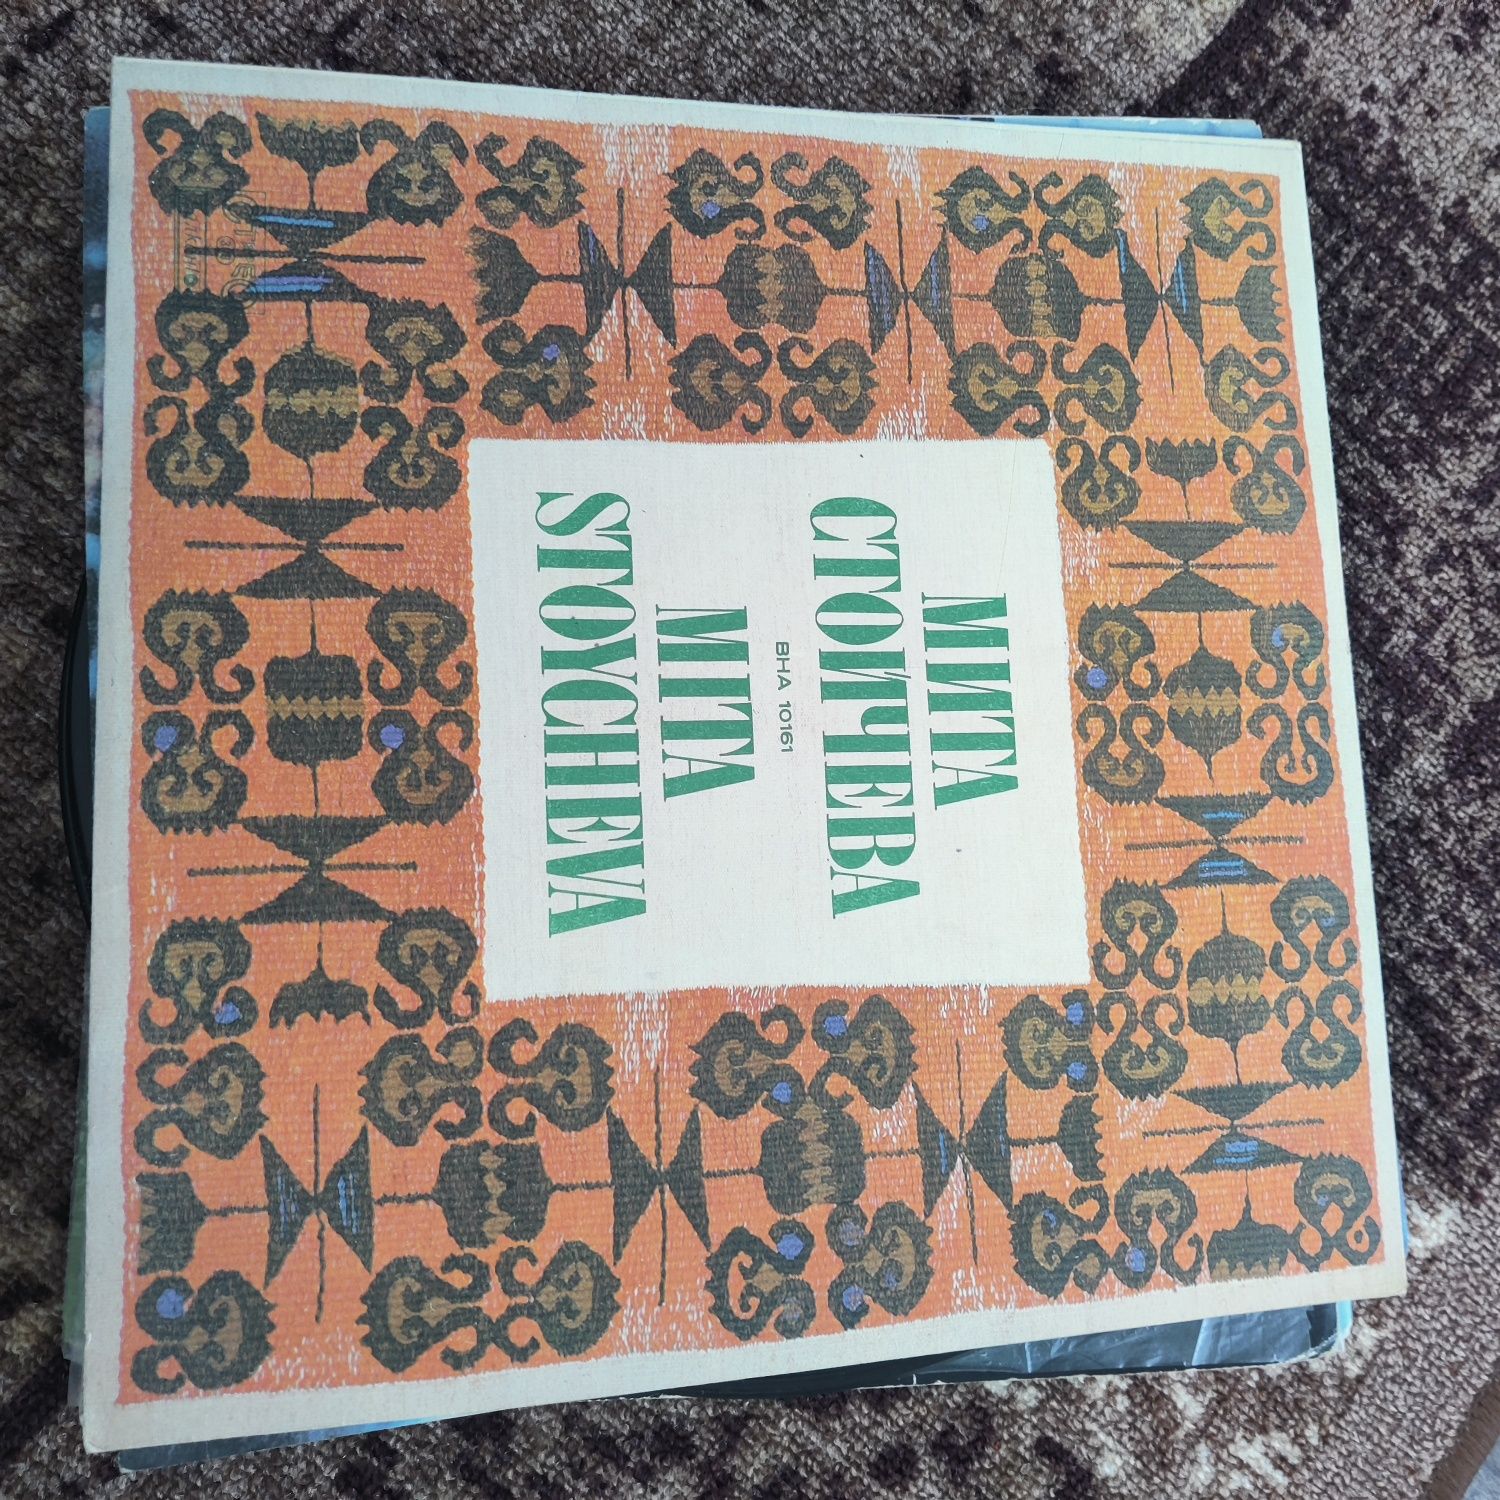 МИТА
СТОЙЧЕВА
ВНА 10161
MITA
STOYCHEVA